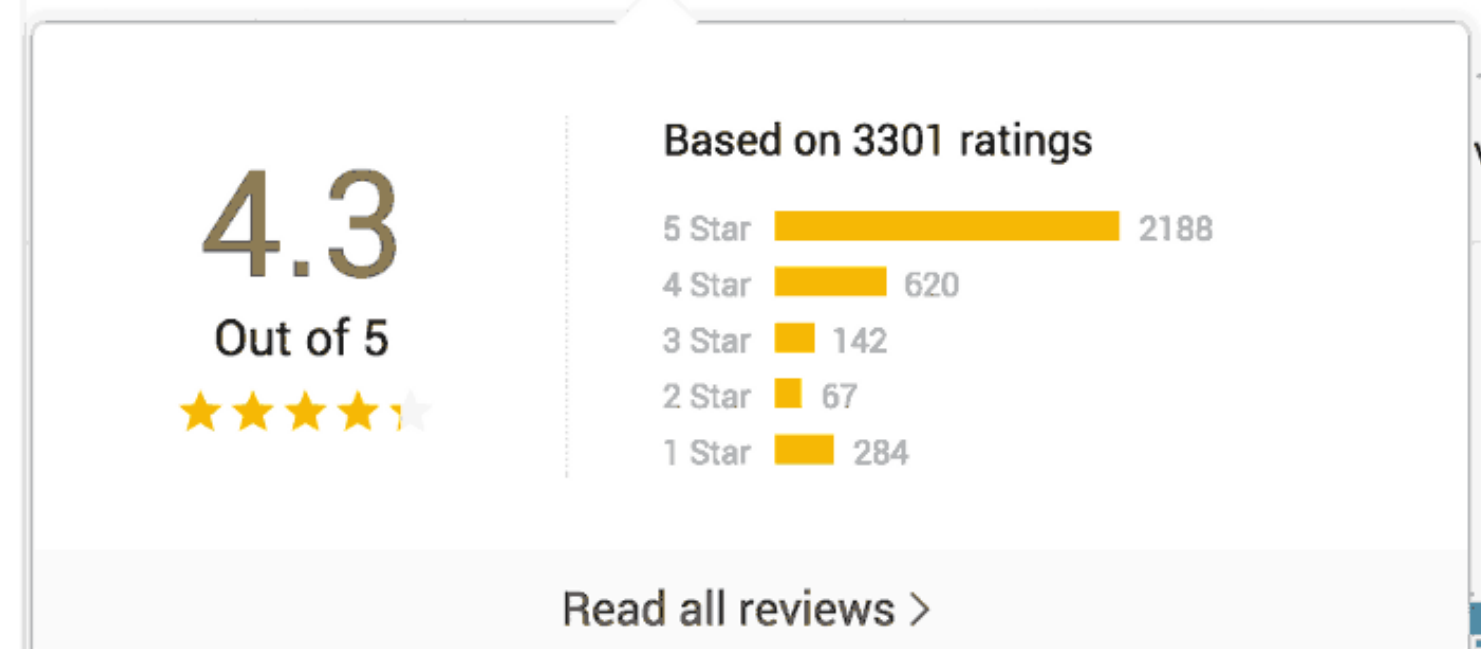 4.3
Out of 5
Based on 3301 ratings
5 Star 2188
4 Star 620
3 Star 142
2 Star 67
1 Star 284
Read all reviews >